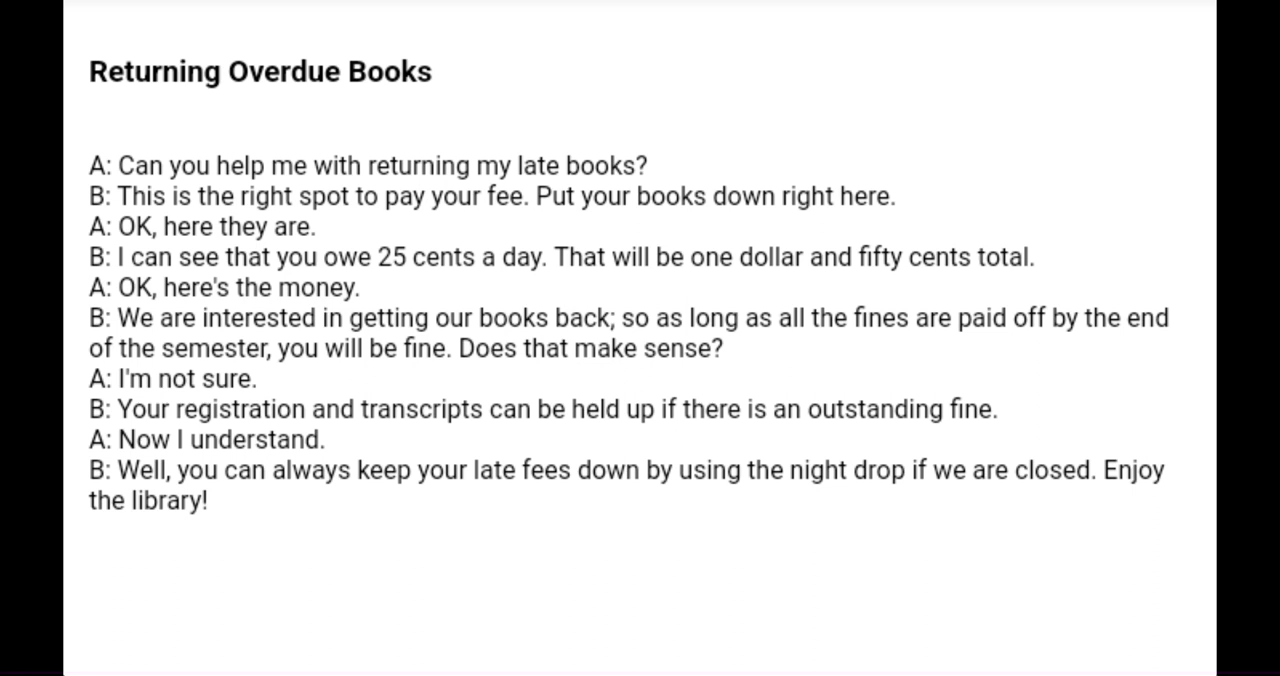 Returning Overdue Books
A: Can you help me with returning my late books?
B: This is the right spot to pay your fee. Put your books down right here.
A: OK, here they are.
B: I can see that you owe 25 cents a day. That will be one dollar and fifty cents total.
A: OK, here's the money.
B: We are interested in getting our books back; so as long as all the fines are paid off by the end
of the semester, you will be fine. Does that make sense?
A: I'm not sure.
B: Your registration and transcripts can be held up if there is an outstanding fine.
A: Now I understand.
B: Well, you can always keep your late fees down by using the night drop if we are closed. Enjoy
the library!